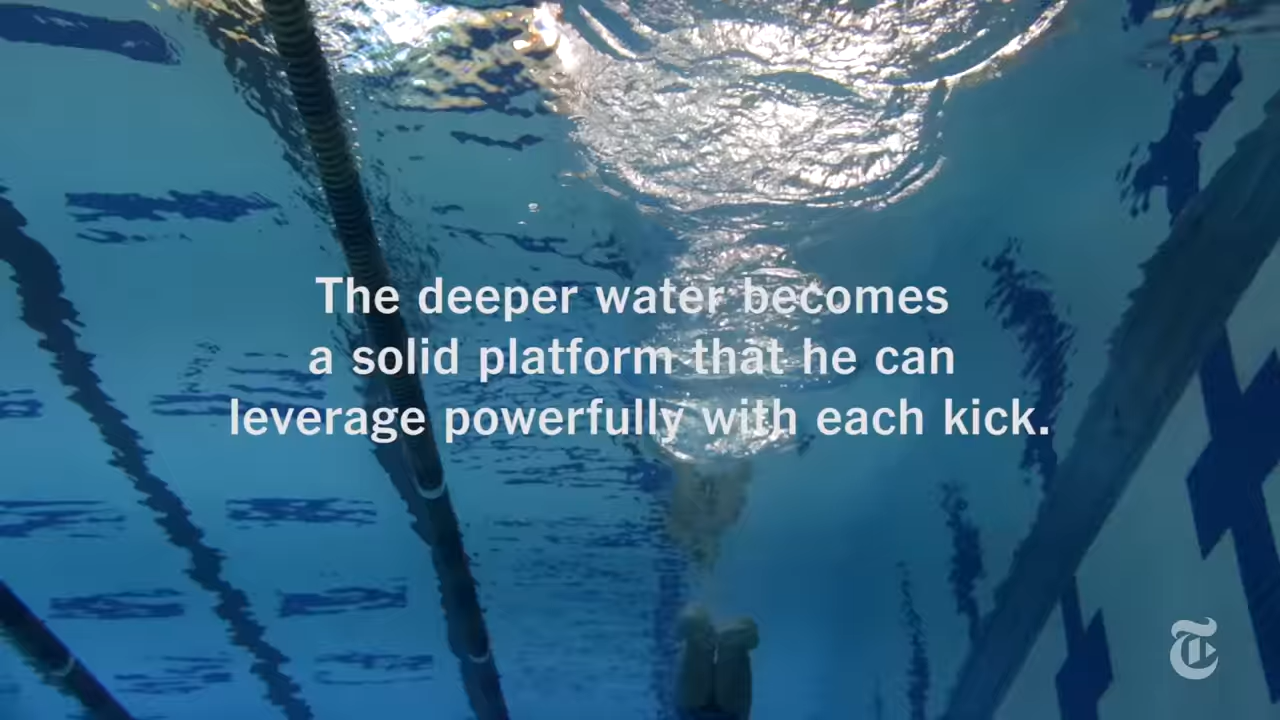 The deeper water becomes
a solid platform that he can
leverage powerfully with each kick.
T